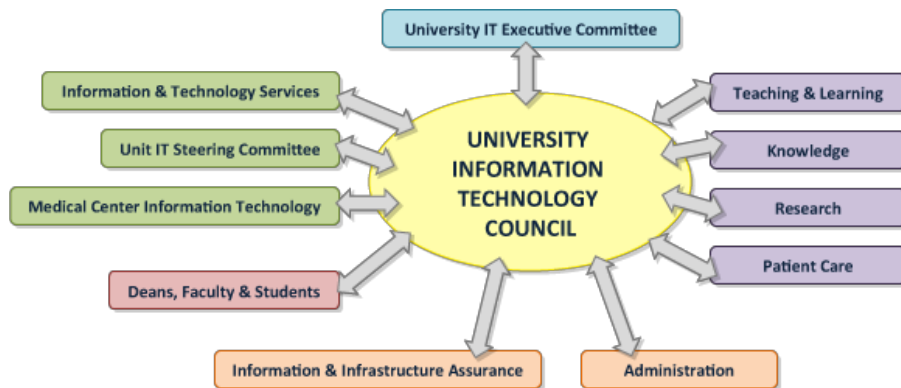 University IT Executive Committee
Information & Technology Services
Teaching & Learning
Unit IT Steering Committee
Knowledge
UNIVERSITY
INFORMATION
TECHNOLOGY
COUNCIL
Medical Center Information Technology
Research
Deans, Faculty & Students
Patient Care
Information & Infrastructure Assurance
Administration